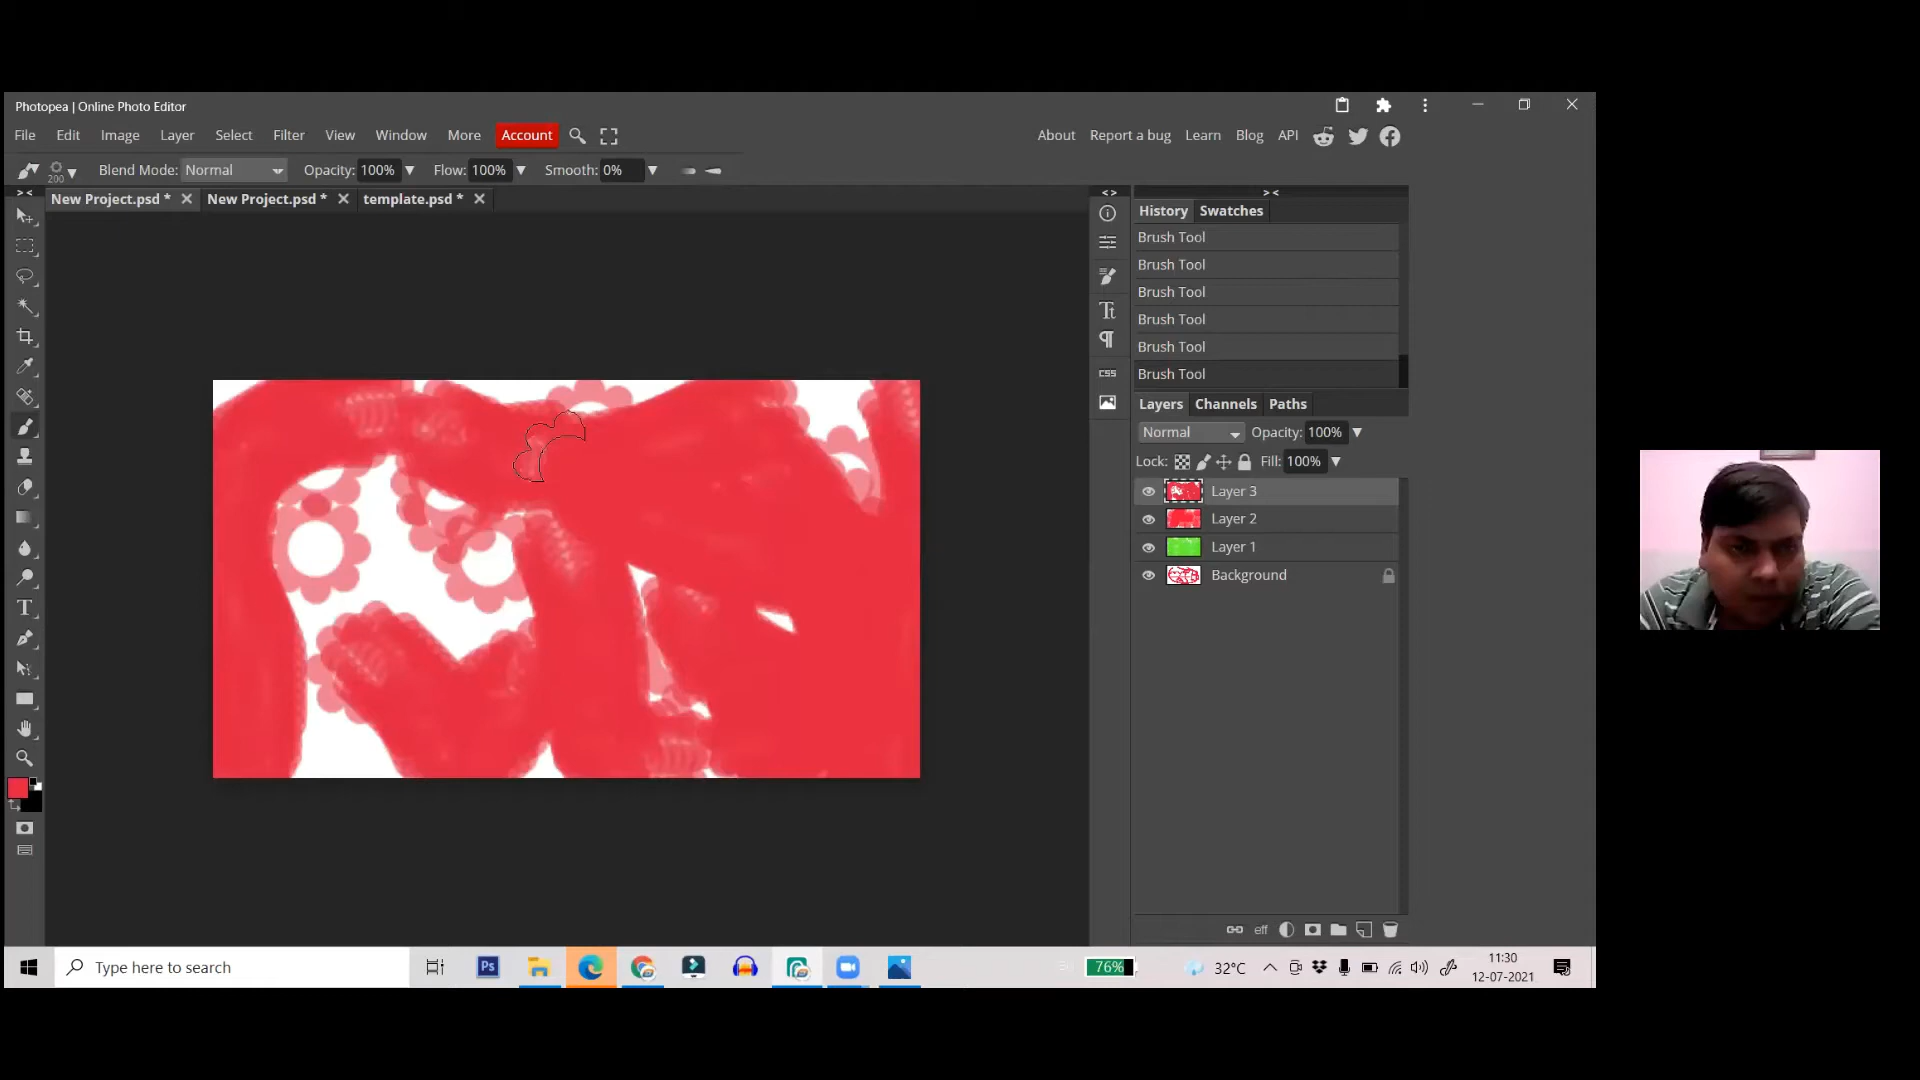 Photopea | Online Photo Editor
File Edit Image Layer Select Filter View Window More Account
About Report a bug Learn Blog API
200 Blend Mode: Normal Opacity: 100% Flow: 100% Smooth: 0%
New Project.psd * New Project.psd * template.psd *
History Swatches
Brush Tool
Brush Tool
Brush Tool
Brush Tool
Brush Tool
Brush Tool
CSS
Layers Channels Paths
Normal Opacity: 100%
Lock: Fill: 100%
Layer 3
Layer 2
Layer 1
Background
eff
Type here to search
Ps
76%
32°C
11:30
12-07-2021